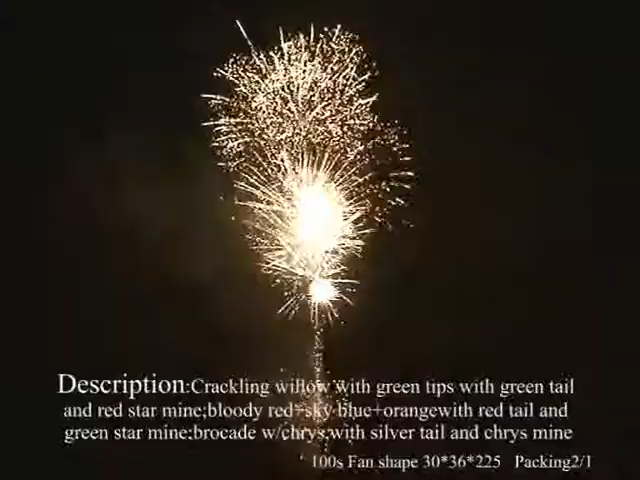 Description:Crackling willow with green tips with green tail
and red star mine;bloody red+sky blue+orangewith red tail and
green star mine;brocade w/chrys,with silver tail and chrys mine
100s Fan shape 30*36*225 Packing2/1